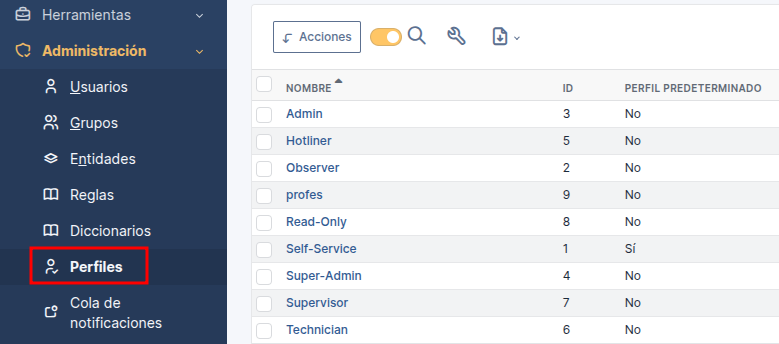 Herramientas
Administración
Usuarios
Grupos
Entidades
Reglas
Diccionarios
Perfiles
Cola de
notificaciones
Acciones
NOMBRE ID PERFIL PREDETERMINADO
Admin 3 No
Hotliner 5 No
Observer 2 No
profes 9 No
Read-Only 8 No
Self-Service 1 Sí
Super-Admin 4 No
Supervisor 7 No
Technician 6 No